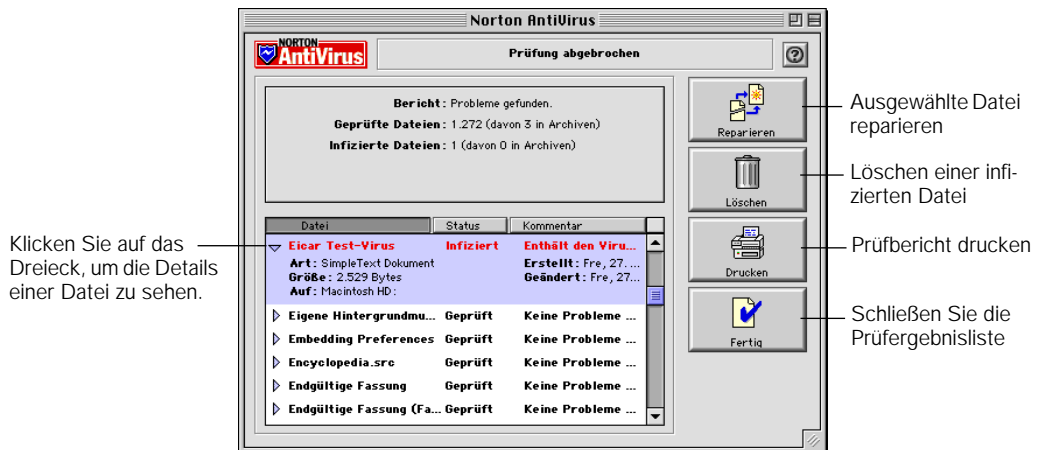 Norton AntiVirus
NORTON
AntiVirus
Prüfung abgebrochen
Bericht: Probleme gefunden.
Geprüfte Dateien: 1.272 (davon 3 in Archiven)
Infizierte Dateien: 1 (davon 0 in Archiven)
Reparieren
Löschen
Drucken
Fertig
Datei Status Kommentar
Eicar Test-Virus Infiziert Enthält den Viru...
Art: SimpleText Dokument Erstellt: Fre, 27....
Größe: 2.529 Bytes Geändert: Fre, 27...
Auf: Macintosh HD:
Eigene Hintergrundmu... Geprüft Keine Probleme ...
Embedding Preferences Geprüft Keine Probleme ...
Encyclopedia.src Geprüft Keine Probleme ...
Endgültige Fassung Geprüft Keine Probleme ...
Endgültige Fassung (Fa... Geprüft Keine Probleme ...
Klicken Sie auf das
Dreieck, um die Details
einer Datei zu sehen.
Ausgewählte Datei
reparieren
Löschen einer infi-
zierten Datei
Prüfbericht drucken
Schließen Sie die
Prüfergebnisliste